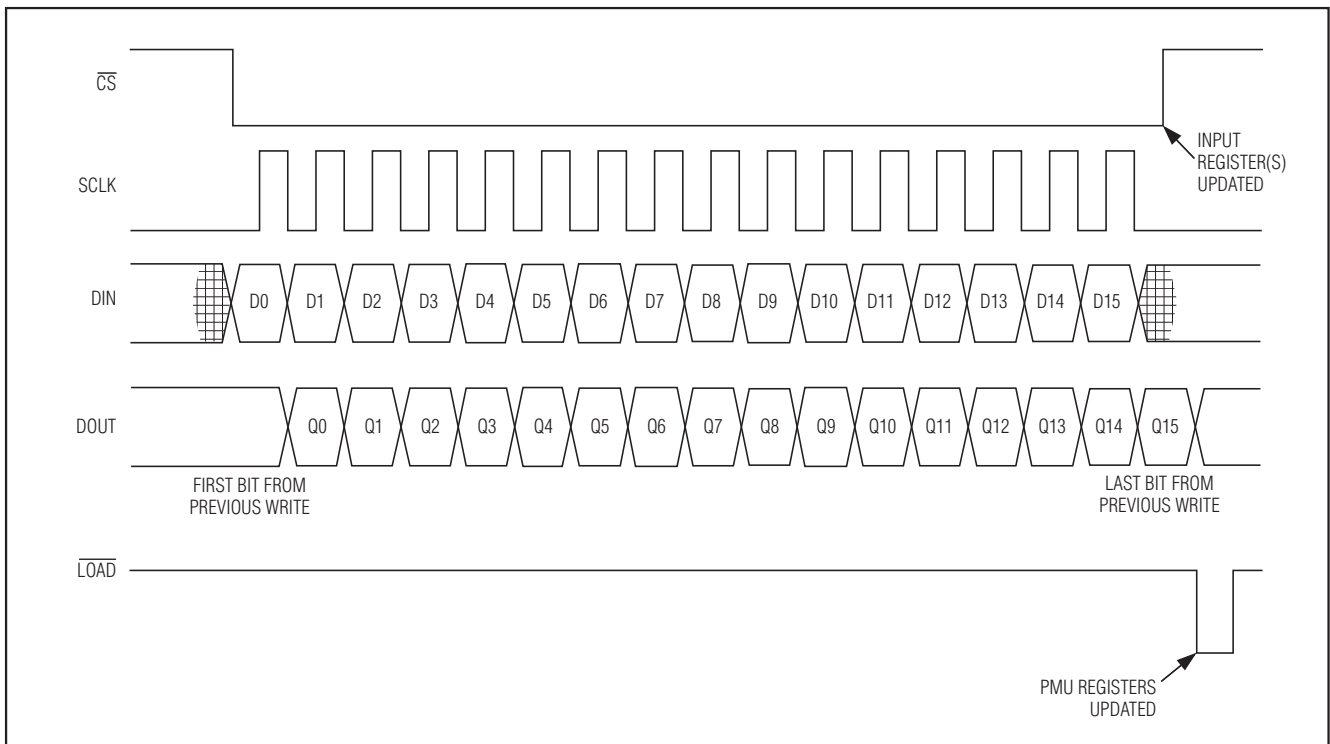 CS
INPUT
REGISTER(S)
UPDATED
SCLK
DIN
D0 D1 D2 D3 D4 D5 D6 D7 D8 D9 D10 D11 D12 D13 D14 D15
DOUT
Q0 Q1 Q2 Q3 Q4 Q5 Q6 Q7 Q8 Q9 Q10 Q11 Q12 Q13 Q14 Q15
FIRST BIT FROM
PREVIOUS WRITE
LAST BIT FROM
PREVIOUS WRITE
LOAD
PMU REGISTERS
UPDATED